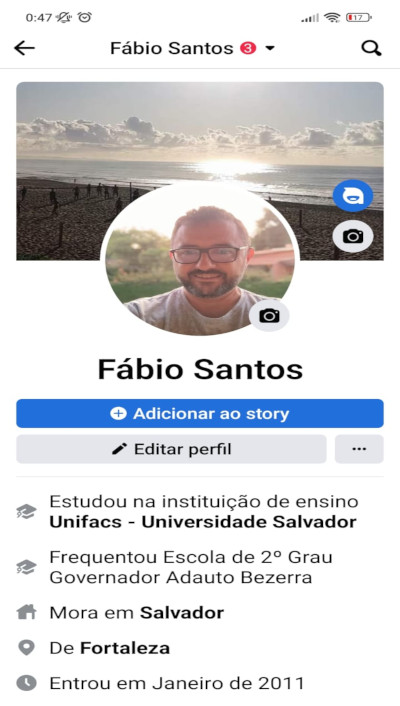 0:47
17
Fábio Santos 3
Fábio Santos
Adicionar ao story
Editar perfil
Estudou na instituição de ensino
Unifacs - Universidade Salvador
Frequentou Escola de 2º Grau
Governador Adauto Bezerra
Mora em Salvador
De Fortaleza
Entrou em Janeiro de 2011